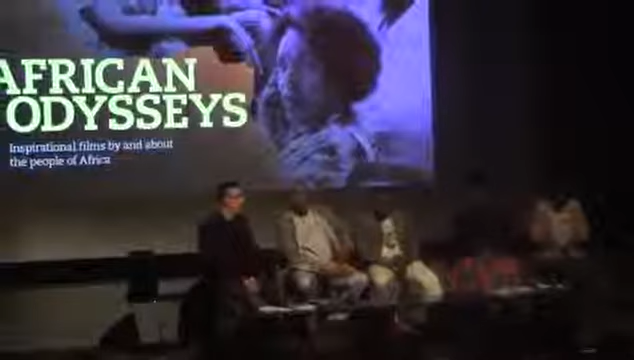 AFRICAN
ODYSSEYS
Inspirational films by and about
the people of Africa